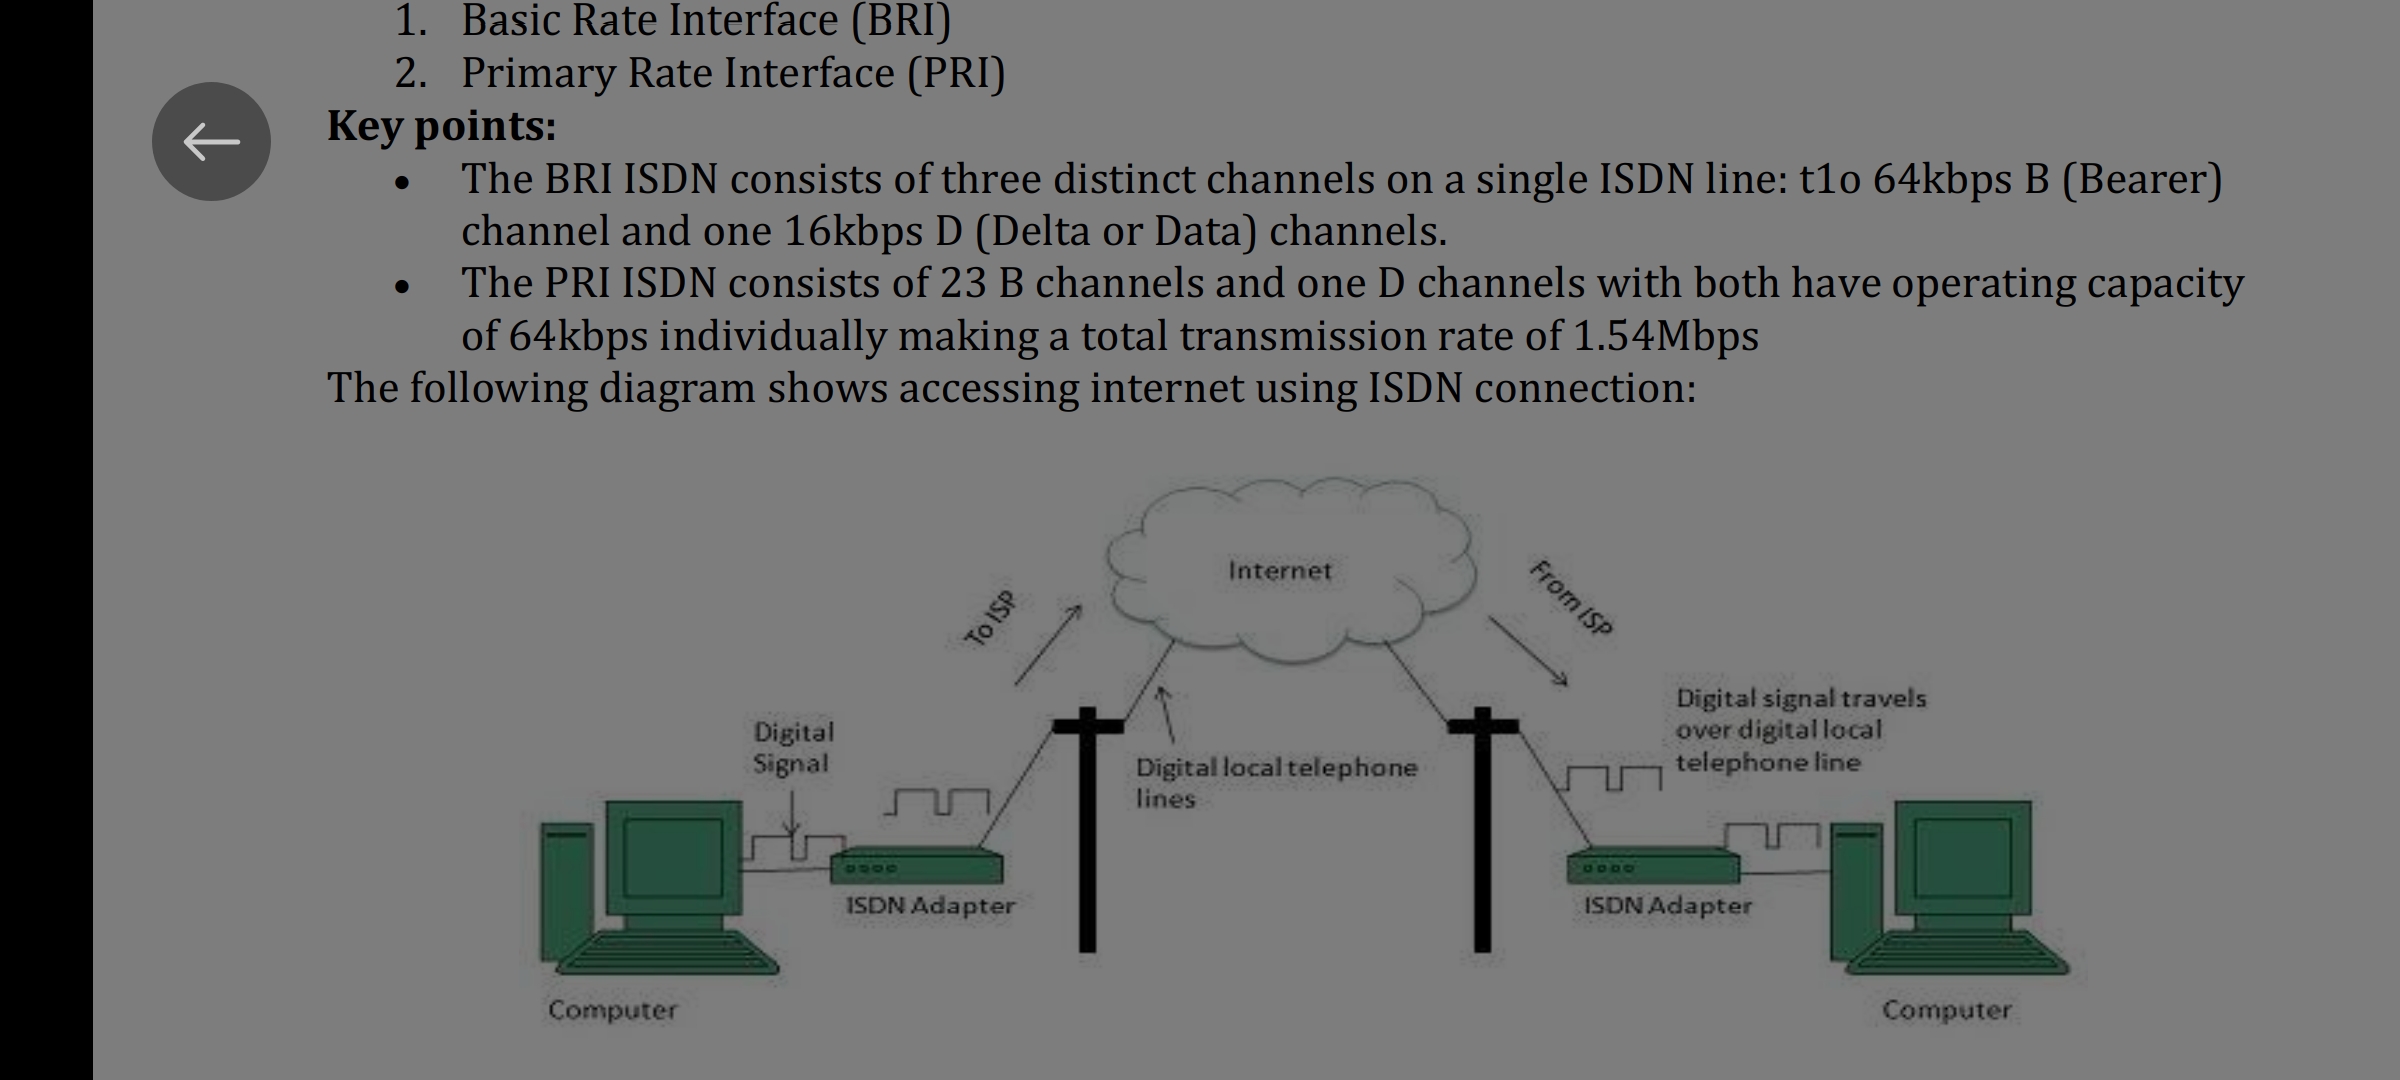 1. Basic Rate Interface (BRI)
2. Primary Rate Interface (PRI)
Key points:
• The BRI ISDN consists of three distinct channels on a single ISDN line: t1o 64kbps B (Bearer)
channel and one 16kbps D (Delta or Data) channels.
• The PRI ISDN consists of 23 B channels and one D channels with both have operating capacity
of 64kbps individually making a total transmission rate of 1.54Mbps
The following diagram shows accessing internet using ISDN connection:
Internet
To ISP
From ISP
Digital
Signal
Digital local telephone
lines
Digital signal travels
over digital local
telephone line
ISDN Adapter
ISDN Adapter
Computer
Computer